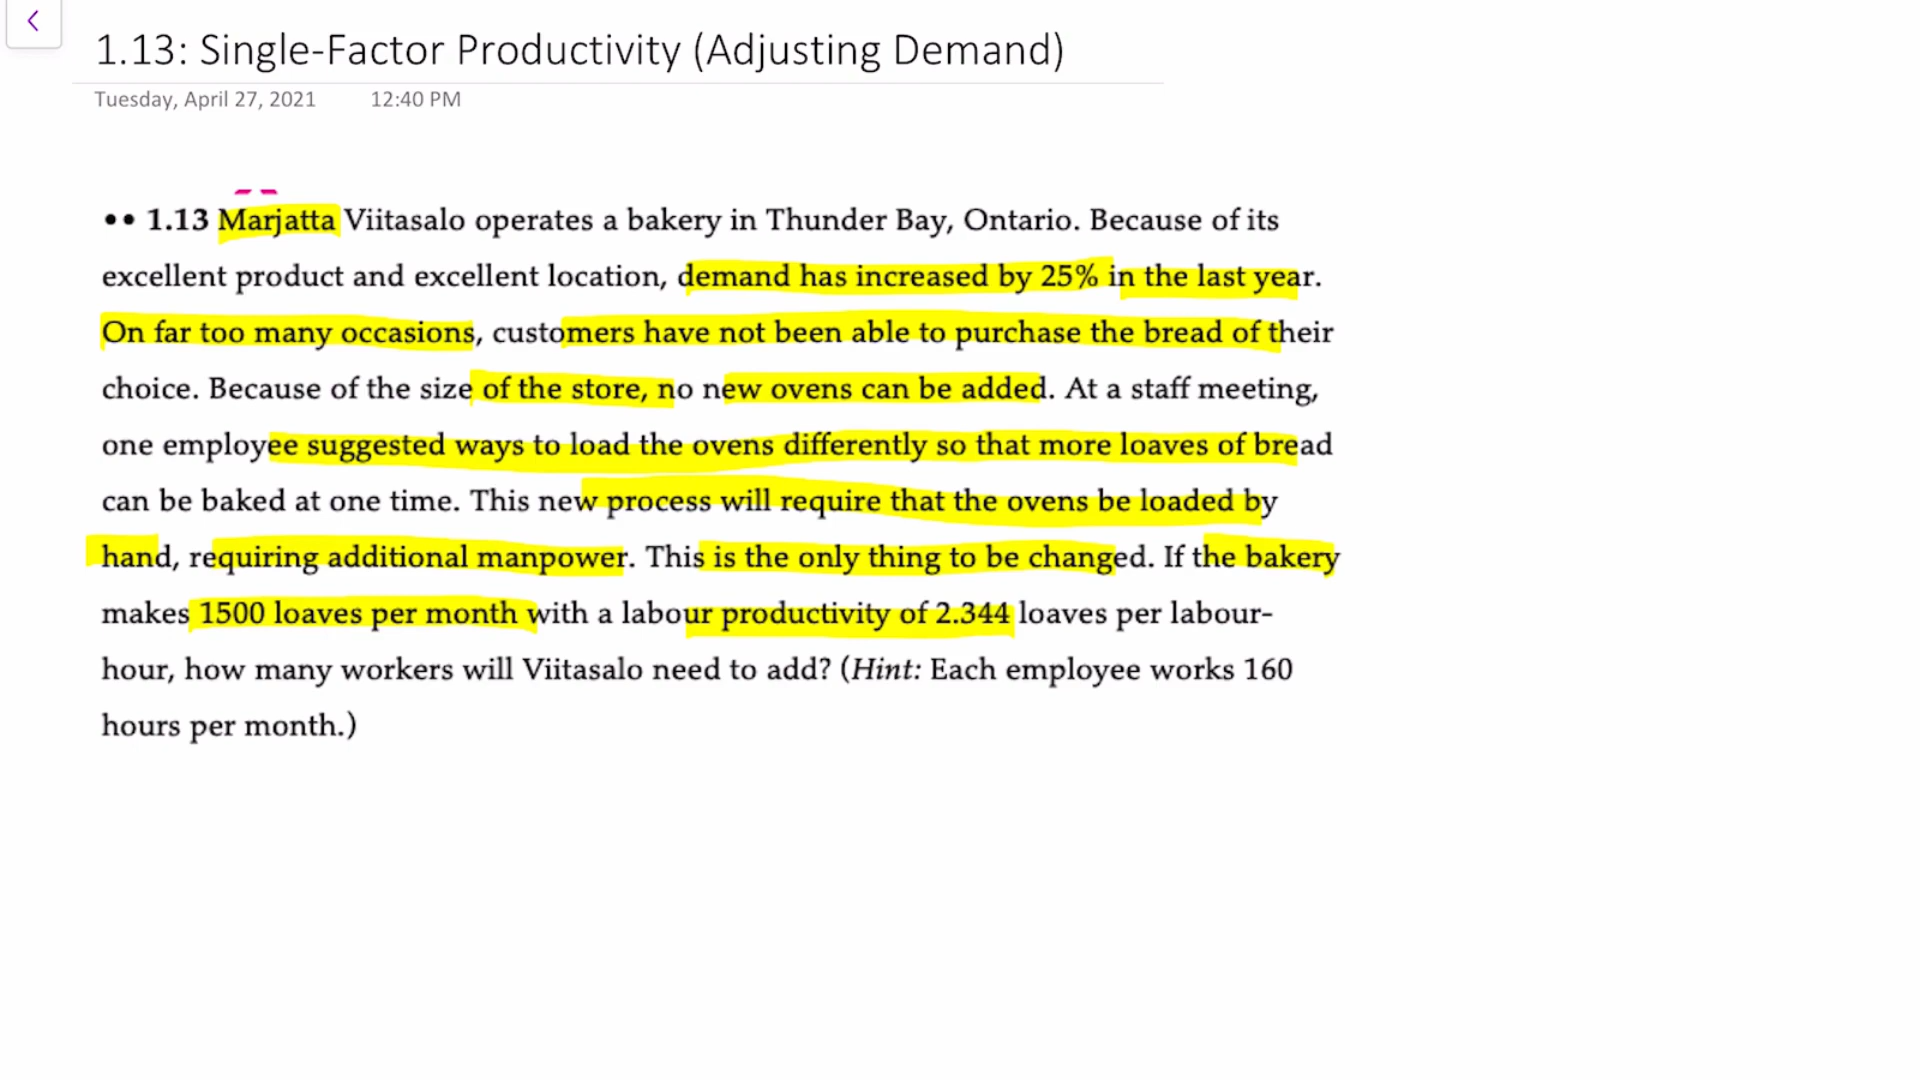 1.13: Single-Factor Productivity (Adjusting Demand)
Tuesday, April 27, 2021 12:40 PM
•• 1.13 Marjatta Viitasalo operates a bakery in Thunder Bay, Ontario. Because of its
excellent product and excellent location, demand has increased by 25% in the last year.
On far too many occasions, customers have not been able to purchase the bread of their
choice. Because of the size of the store, no new ovens can be added. At a staff meeting,
one employee suggested ways to load the ovens differently so that more loaves of bread
can be baked at one time. This new process will require that the ovens be loaded by
hand, requiring additional manpower. This is the only thing to be changed. If the bakery
makes 1500 loaves per month with a labour productivity of 2.344 loaves per labour-
hour, how many workers will Viitasalo need to add? (Hint: Each employee works 160
hours per month.)